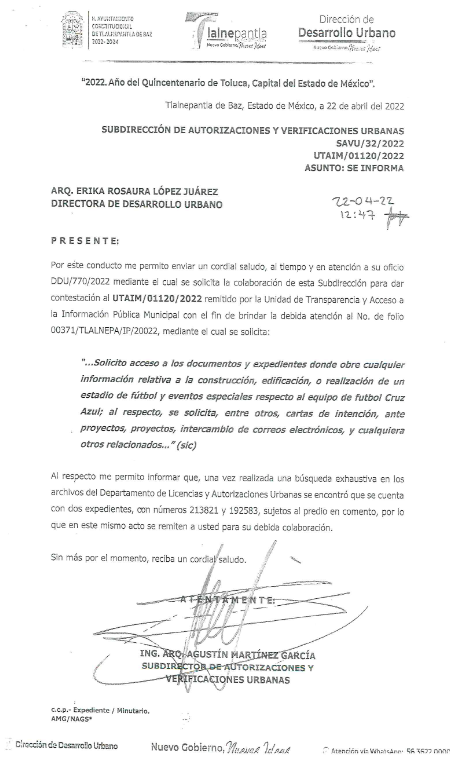 H. AYUNTAMIENTO
CONSTITUCIONAL
DE TLALNEPANTLA DE BAZ
2022-2024
Tlalnepantla
Nuevo Gobierno, Nuevas Ideas
Dirección de
Desarrollo Urbano
Nuevo Gobierno, Nuevas Ideas
"2022. Año del Quincentenario de Toluca, Capital del Estado de México".
Tlalnepantla de Baz, Estado de México, a 22 de abril del 2022
SUBDIRECCIÓN DE AUTORIZACIONES Y VERIFICACIONES URBANAS
SAVU/32/2022
UTAIM/01120/2022
ASUNTO: SE INFORMA
ARQ. ERIKA ROSAURA LÓPEZ JUÁREZ
DIRECTORA DE DESARROLLO URBANO
22-04-22
12:47
P R E S E N T E:
Por este conducto me permito enviar un cordial saludo, al tiempo y en atención a su oficio
DDU/770/2022 mediante el cual se solicita la colaboración de esta Subdirección para dar
contestación al UTAIM/01120/2022 remitido por la Unidad de Transparencia y Acceso a
la Información Pública Municipal con el fin de brindar la debida atención al No. de folio
00371/TLALNEPA/IP/20022, mediante el cual se solicita:
"...Solicito acceso a los documentos y expedientes donde obre cualquier
información relativa a la construcción, edificación, o realización de un
estadio de fútbol y eventos especiales respecto al equipo de futbol Cruz
Azul; al respecto, se solicita, entre otros, cartas de intención, ante
proyectos, proyectos, intercambio de correos electrónicos, y cualquiera
otros relacionados..." (sic)
Al respecto me permito informar que, una vez realizada una búsqueda exhaustiva en los
archivos del Departamento de Licencias y Autorizaciones Urbanas se encontró que se cuenta
con dos expedientes, con números 213821 y 192583, sujetos al predio en comento, por lo
que en este mismo acto se remiten a usted para su debida colaboración.
Sin más por el momento, reciba un cordial saludo.
A T E N T A M E N T E:
ING. ARQ. AGUSTÍN MARTÍNEZ GARCÍA
SUBDIRECTOR DE AUTORIZACIONES Y
VERIFICACIONES URBANAS
c.c.p.- Expediente / Minutario.
AMG/NAGS*
Dirección de Desarrollo Urbano
Nuevo Gobierno, Nuevas Ideas
Atención vía WhatsApp: 56 3622 0000